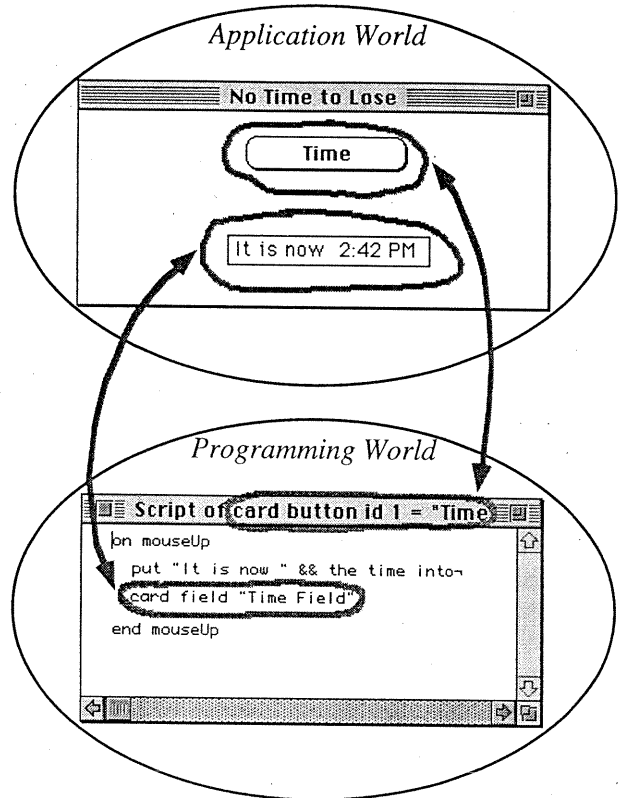 Application World
No Time to Lose
Time
It is now  2:42 PM
Programming World
Script of card button id 1 = "Time
on mouseUp
put "It is now " && the time into¬
card field "Time Field"
end mouseUp